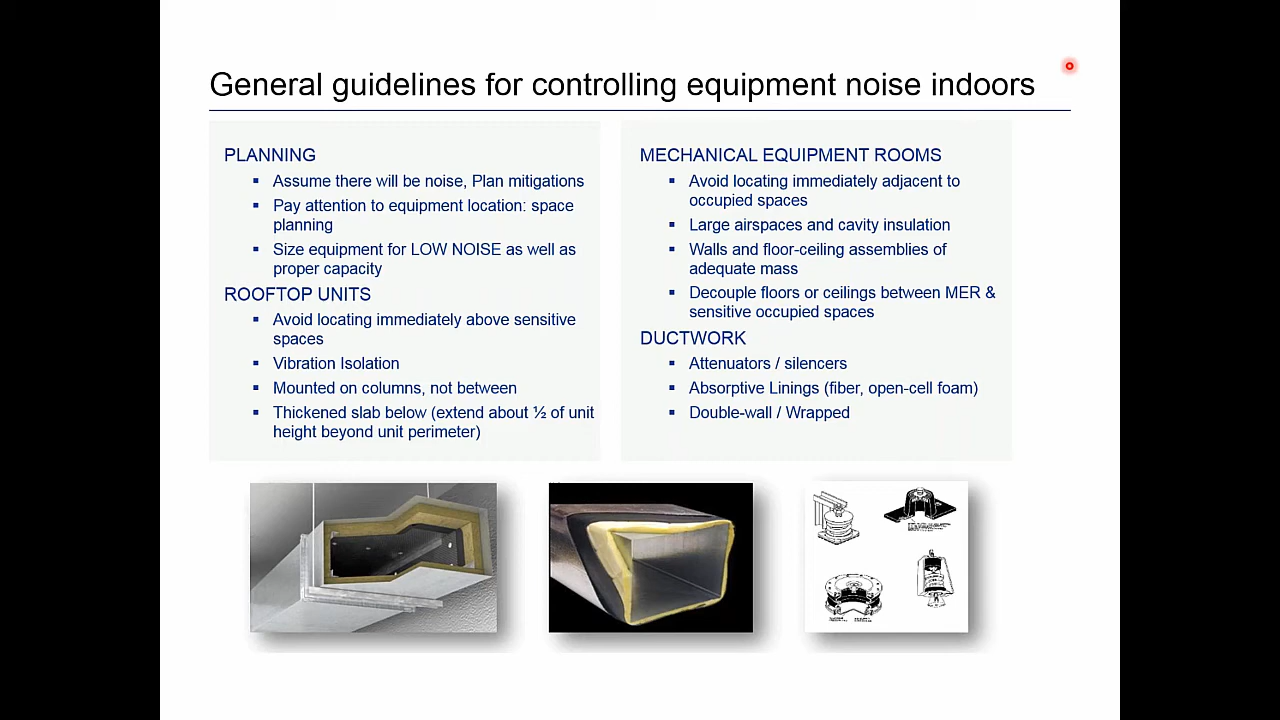 General guidelines for controlling equipment noise indoors
PLANNING
▪ Assume there will be noise, Plan mitigations
▪ Pay attention to equipment location: space
planning
▪ Size equipment for LOW NOISE as well as
proper capacity
ROOFTOP UNITS
▪ Avoid locating immediately above sensitive
spaces
▪ Vibration Isolation
▪ Mounted on columns, not between
▪ Thickened slab below (extend about ½ of unit
height beyond unit perimeter)
MECHANICAL EQUIPMENT ROOMS
▪ Avoid locating immediately adjacent to
occupied spaces
▪ Large airspaces and cavity insulation
▪ Walls and floor-ceiling assemblies of
adequate mass
▪ Decouple floors or ceilings between MER &
sensitive occupied spaces
DUCTWORK
▪ Attenuators / silencers
▪ Absorptive Linings (fiber, open-cell foam)
▪ Double-wall / Wrapped